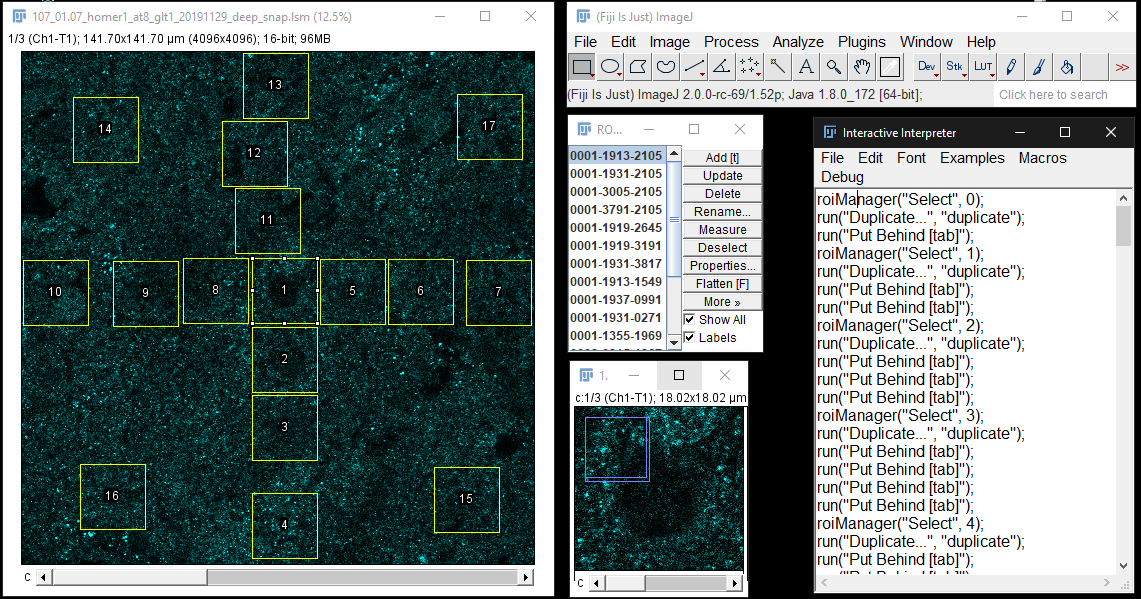 107_01.07_homer1_at8_glt1_20191129_deep_snap.lsm (12.5%)
1/3 (Ch1-T1); 141.70x141.70 µm (4096x4096); 16-bit; 96MB
13
14
17
12
11
10
9
8
1
5
6
7
2
3
16
15
4
c
(Fiji Is Just) ImageJ
File Edit Image Process Analyze Plugins Window Help
Dev Stk LUT >>
(Fiji Is Just) ImageJ 2.0.0-rc-69/1.52p; Java 1.8.0_172 [64-bit];
Click here to search
RO...
0001-1913-2105
0001-1931-2105
0001-3005-2105
0001-3791-2105
0001-1919-2645
0001-1919-3191
0001-1931-3817
0001-1913-1549
0001-1937-0991
0001-1931-0271
0001-1355-1969
Add [t]
Update
Delete
Rename...
Measure
Deselect
Properties...
Flatten [F]
More »
Show All
Labels
1.
c:1/3 (Ch1-T1); 18.02x18.02 µm
c
Interactive Interpreter
File Edit Font Examples Macros
Debug
roiManager("Select", 0);
run("Duplicate...", "duplicate");
run("Put Behind [tab]");
roiManager("Select", 1);
run("Duplicate...", "duplicate");
run("Put Behind [tab]");
run("Put Behind [tab]");
roiManager("Select", 2);
run("Duplicate...", "duplicate");
run("Put Behind [tab]");
run("Put Behind [tab]");
run("Put Behind [tab]");
roiManager("Select", 3);
run("Duplicate...", "duplicate");
run("Put Behind [tab]");
run("Put Behind [tab]");
run("Put Behind [tab]");
run("Put Behind [tab]");
roiManager("Select", 4);
run("Duplicate...", "duplicate");
run("Put Behind [tab]");
run("Put Behind [tab]");